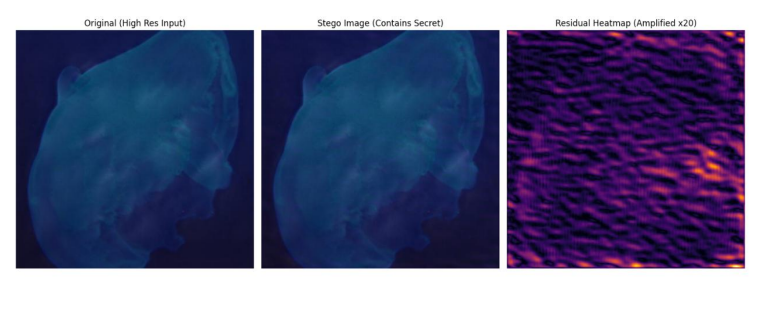 Original (High Res Input)
Stego Image (Contains Secret)
Residual Heatmap (Amplified x20)